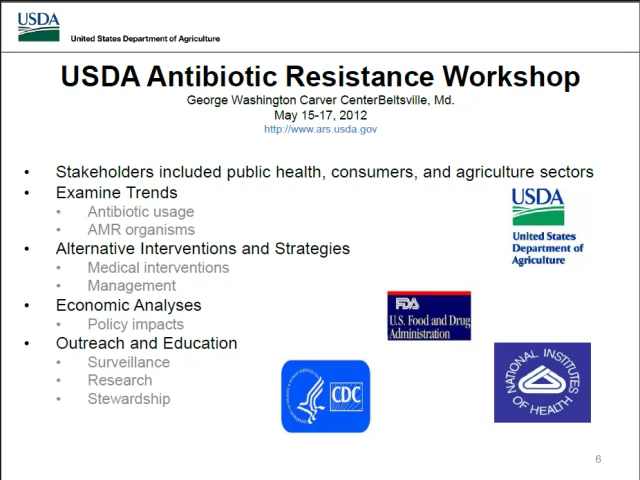 USDA
United States Department of Agriculture
USDA Antibiotic Resistance Workshop
George Washington Carver CenterBeltsville, Md.
May 15-17, 2012
http://www.ars.usda.gov
• Stakeholders included public health, consumers, and agriculture sectors
• Examine Trends
• Antibiotic usage
• AMR organisms
• Alternative Interventions and Strategies
• Medical interventions
• Management
• Economic Analyses
• Policy impacts
• Outreach and Education
• Surveillance
• Research
• Stewardship
USDA
United States
Department of
Agriculture
FDA
U.S. Food and Drug
Administration
CDC
NATIONAL INSTITUTES
OF HEALTH
6